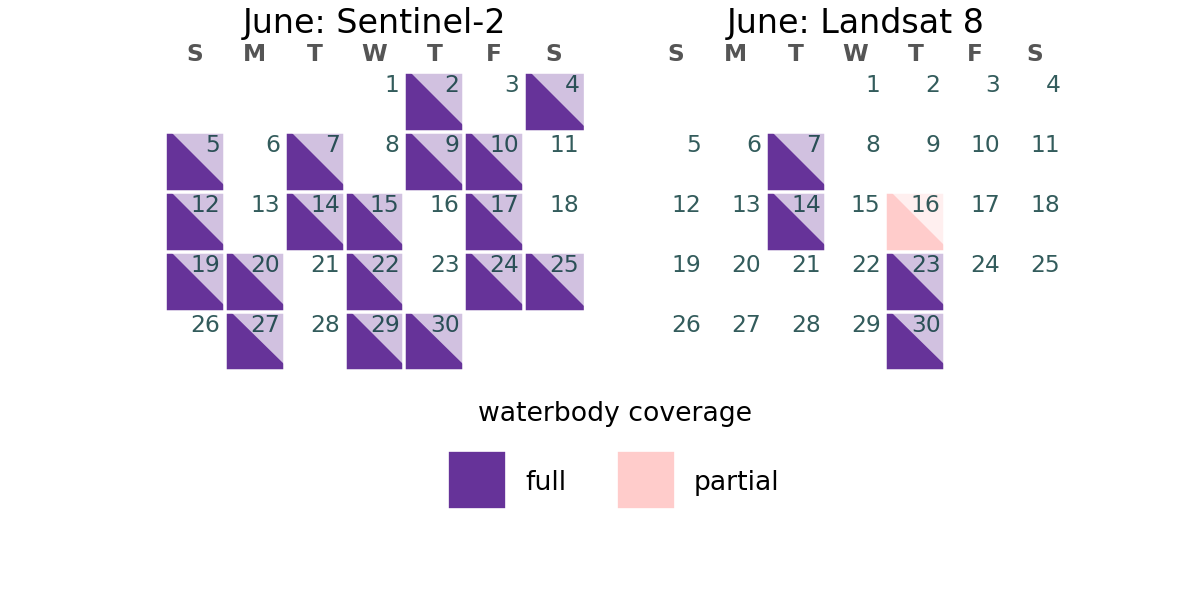 June: Sentinel-2
S M T W T F S
1 2 3 4
5 6 7 8 9 10 11
12 13 14 15 16 17 18
19 20 21 22 23 24 25
26 27 28 29 30
June: Landsat 8
S M T W T F S
1 2 3 4
5 6 7 8 9 10 11
12 13 14 15 16 17 18
19 20 21 22 23 24 25
26 27 28 29 30
waterbody coverage
full partial